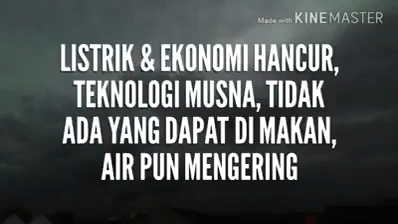 Made with KINEMASTER
LISTRIK & EKONOMI HANCUR,
TEKNOLOGI MUSNA, TIDAK
ADA YANG DAPAT DI MAKAN,
AIR PUN MENGERING